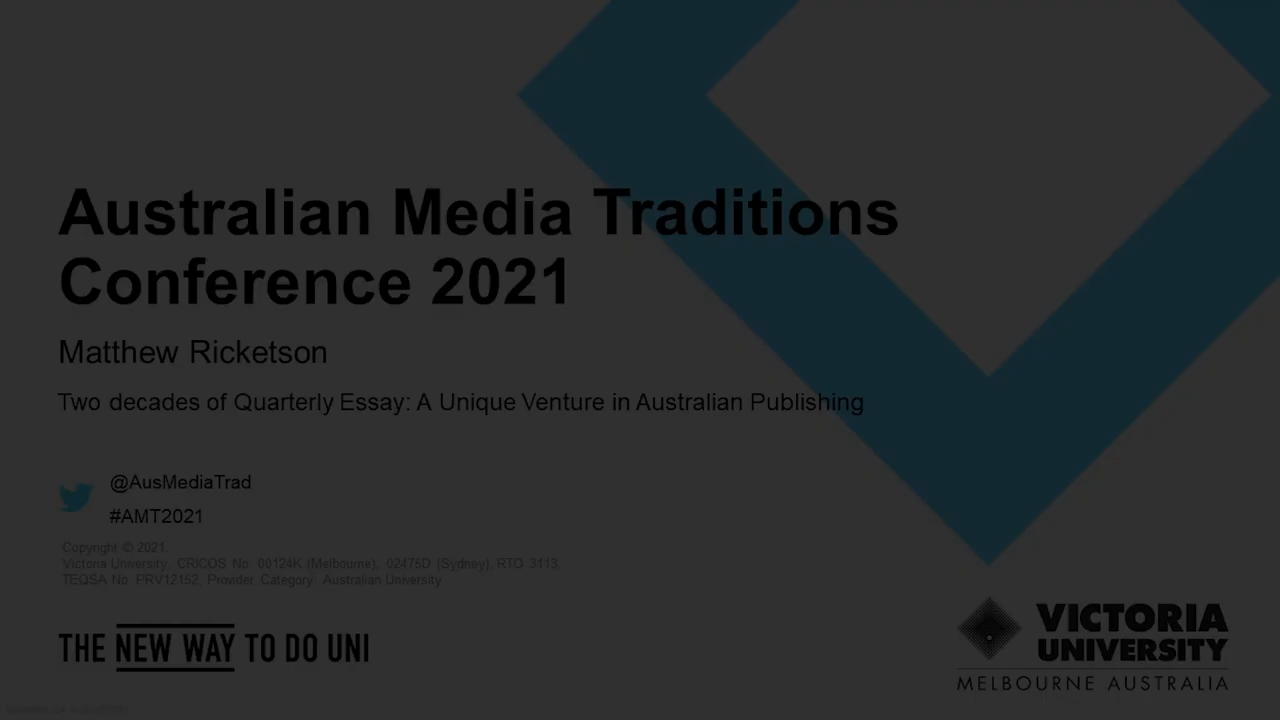 Australian Media Traditions
Conference 2021
Matthew Ricketson
Two decades of Quarterly Essay: A Unique Venture in Australian Publishing
@AusMediaTrad
#AMT2021
Copyright © 2021.
Victoria University, CRICOS No. 00124K (Melbourne), 02475D (Sydney), RTO 3113,
TEQSA No. PRV12152, Provider Category: Australian University
THE NEW WAY TO DO UNI
VICTORIA
UNIVERSITY
MELBOURNE AUSTRALIA